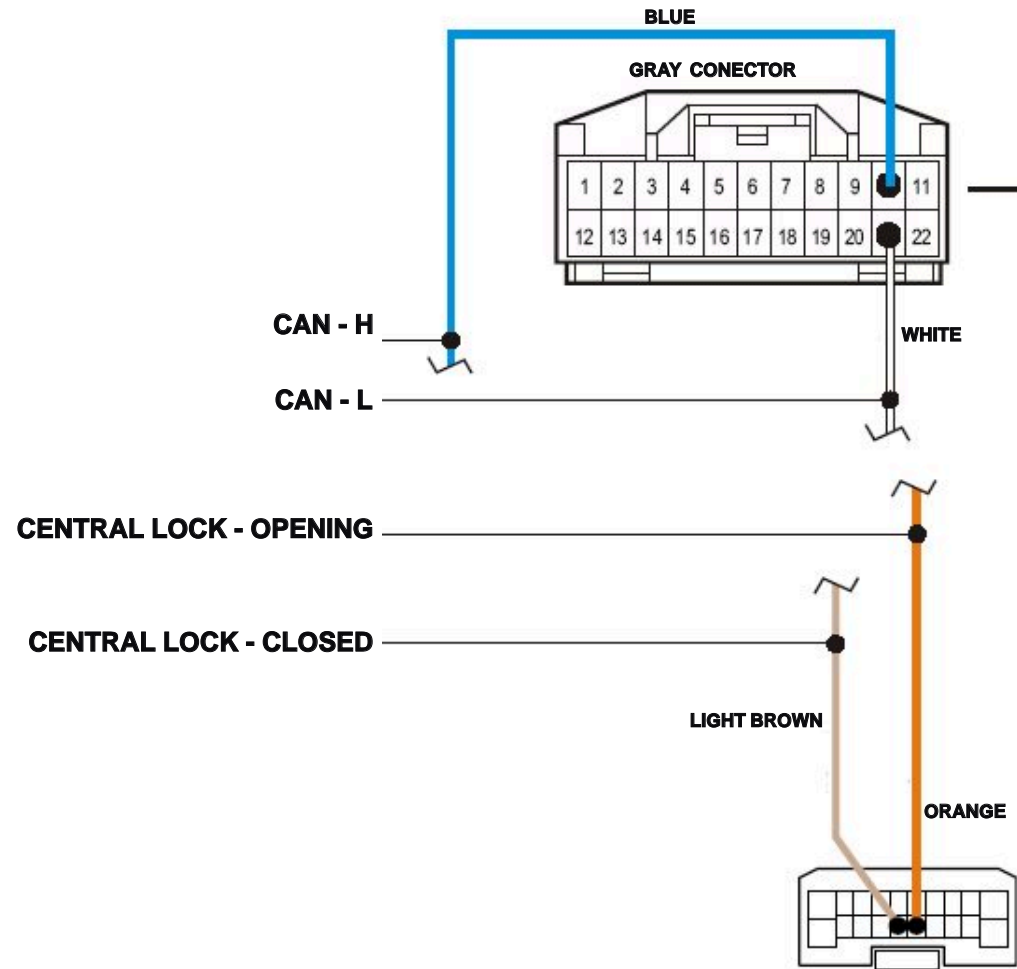 BLUE
GRAY CONECTOR
1 2 3 4 5 6 7 8 9 11
12 13 14 15 16 17 18 19 20 22
CAN - H
WHITE
CAN - L
CENTRAL LOCK - OPENING
CENTRAL LOCK - CLOSED
LIGHT BROWN
ORANGE